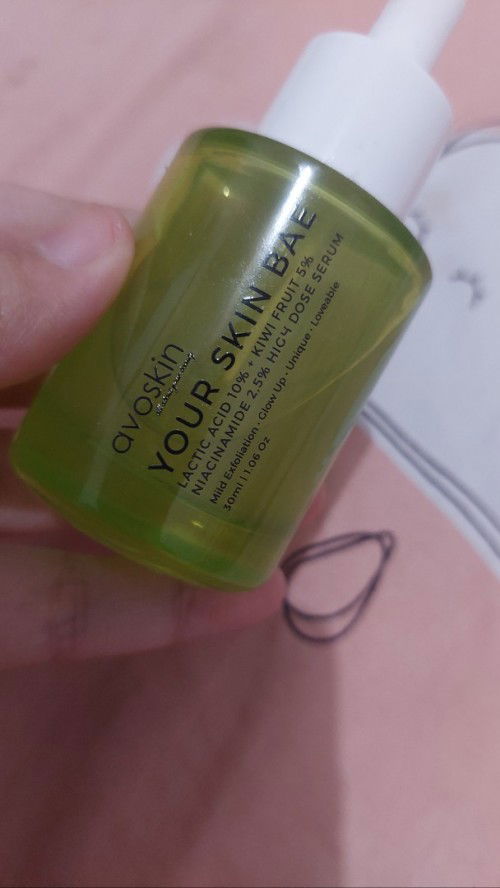 avoskin
YOUR SKIN BAE
LACTIC ACID 10% + KIWI FRUIT 5%
NIACINAMIDE 2.5% HIGH DOSE SERUM
Mild Exfoliation · Glow Up · Unique · Loveable
30ml | 1.06 Oz